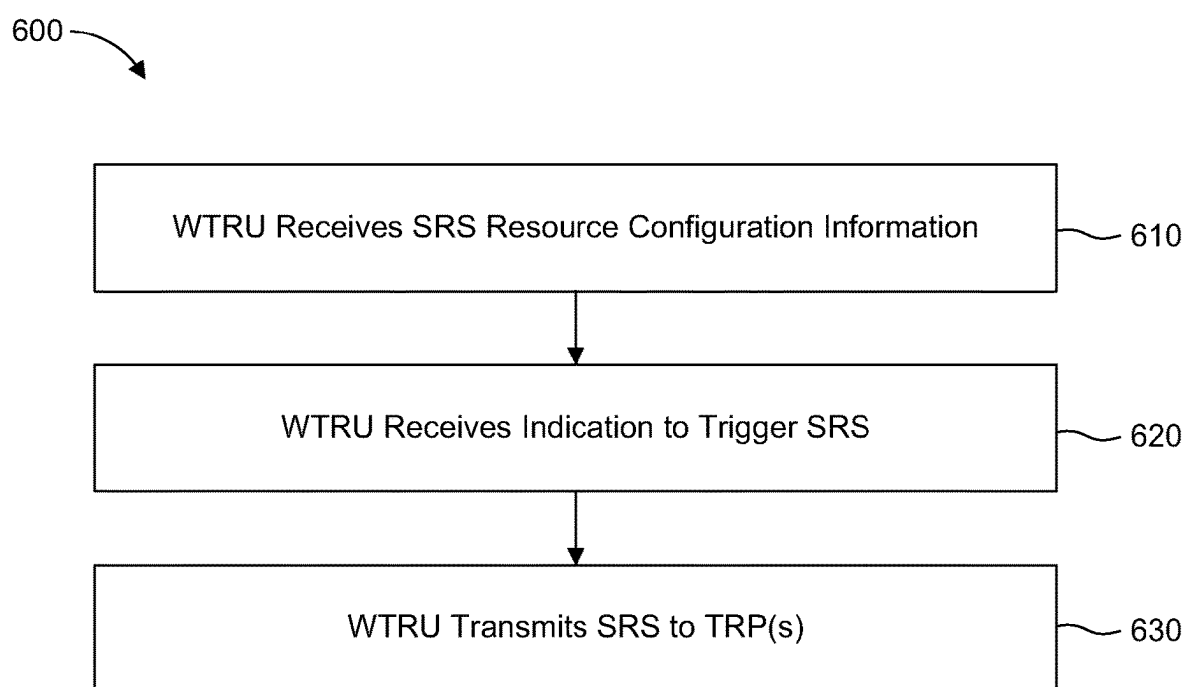 600
WTRU Receives SRS Resource Configuration Information
610
WTRU Receives Indication to Trigger SRS
620
WTRU Transmits SRS to TRP(s)
630